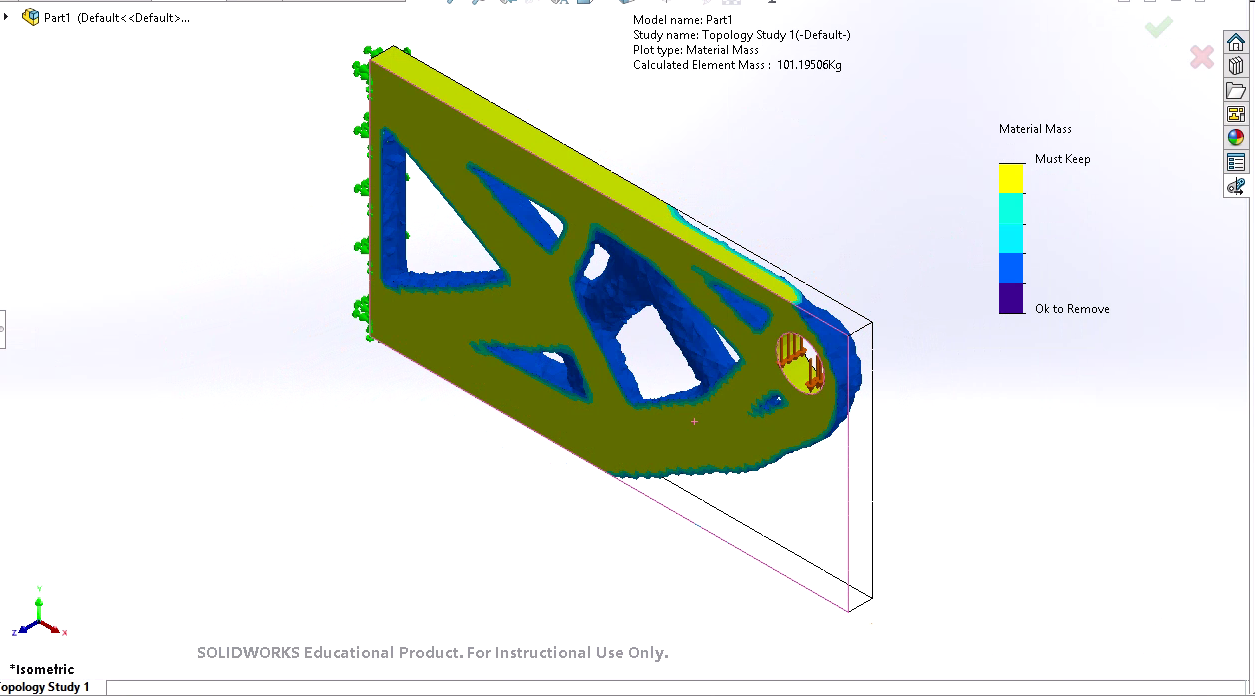 Part1 (Default<<Default>...
Model name: Part1
Study name: Topology Study 1(-Default-)
Plot type: Material Mass
Calculated Element Mass : 101.19506Kg
Material Mass
Must Keep
Ok to Remove
Y
Z
X
SOLIDWORKS Educational Product. For Instructional Use Only.
*Isometric
opology Study 1